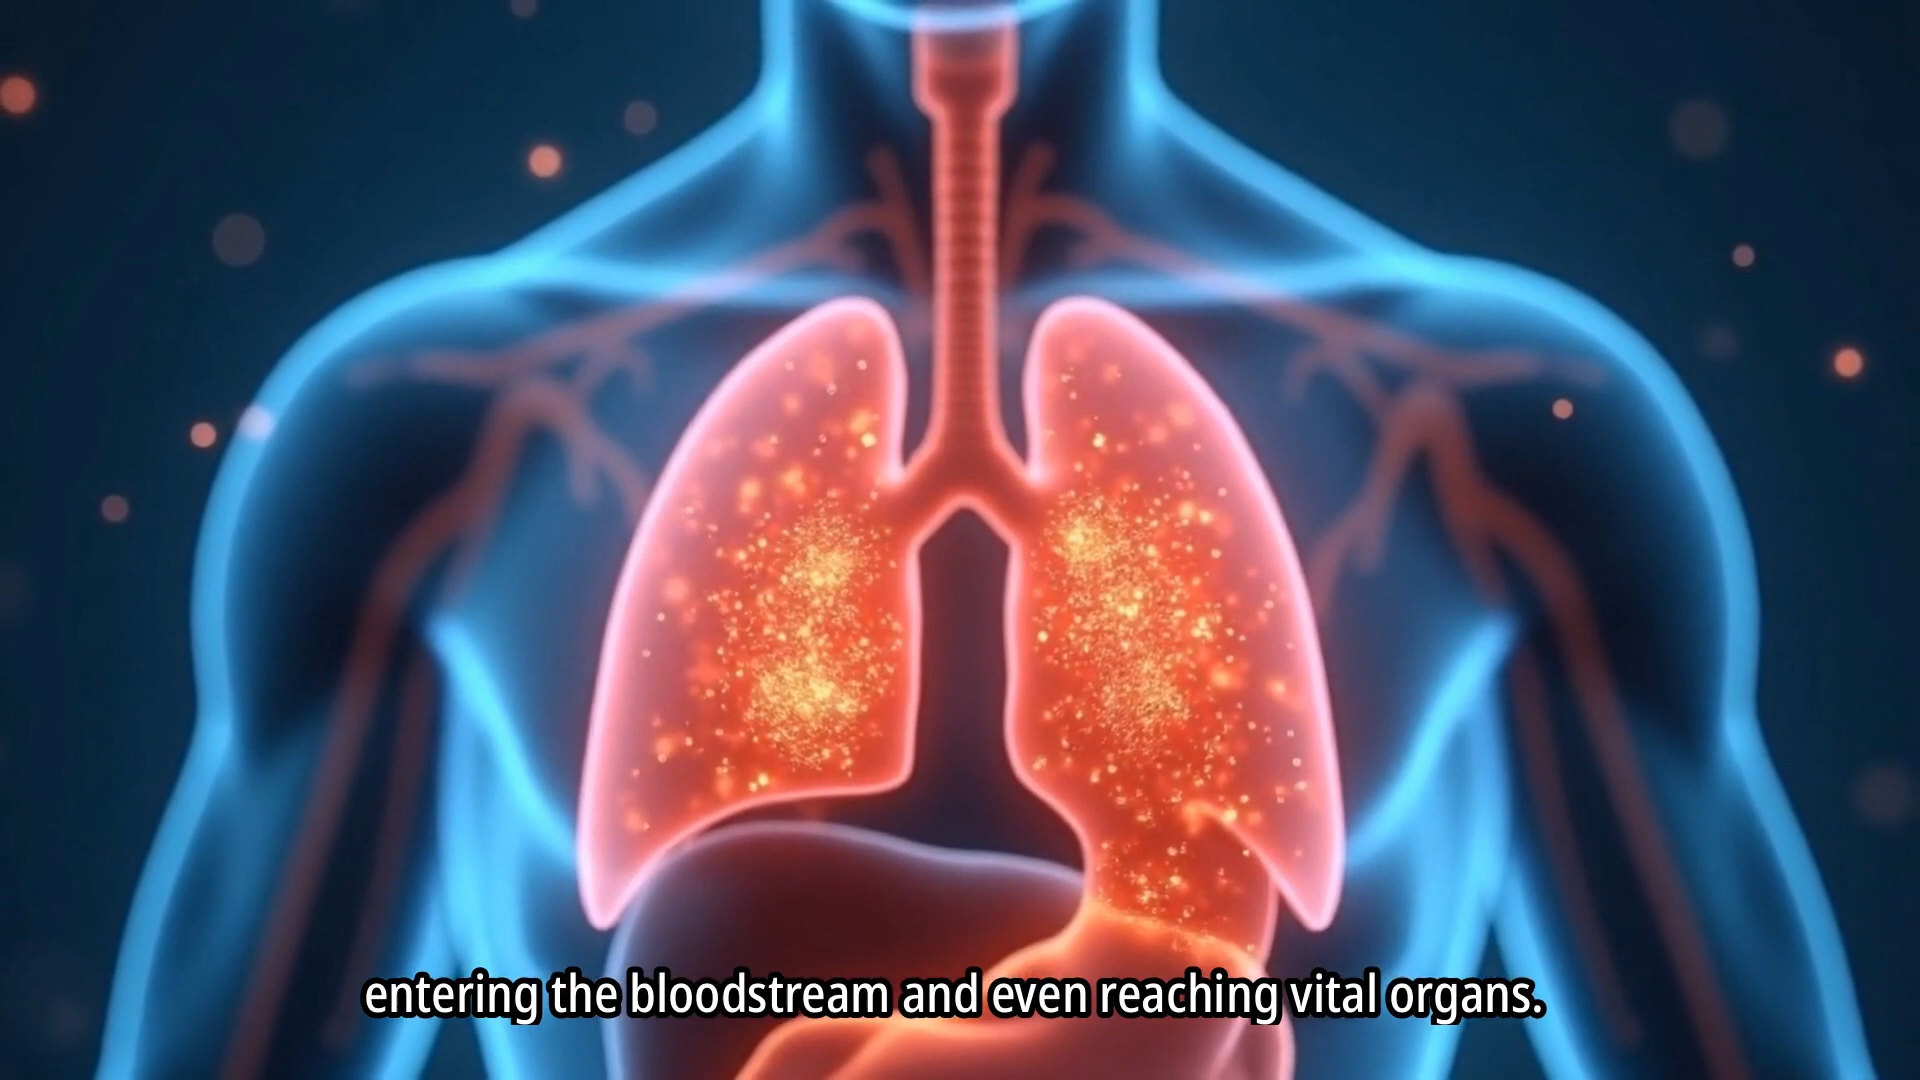 entering the bloodstream and even reaching vital organs.